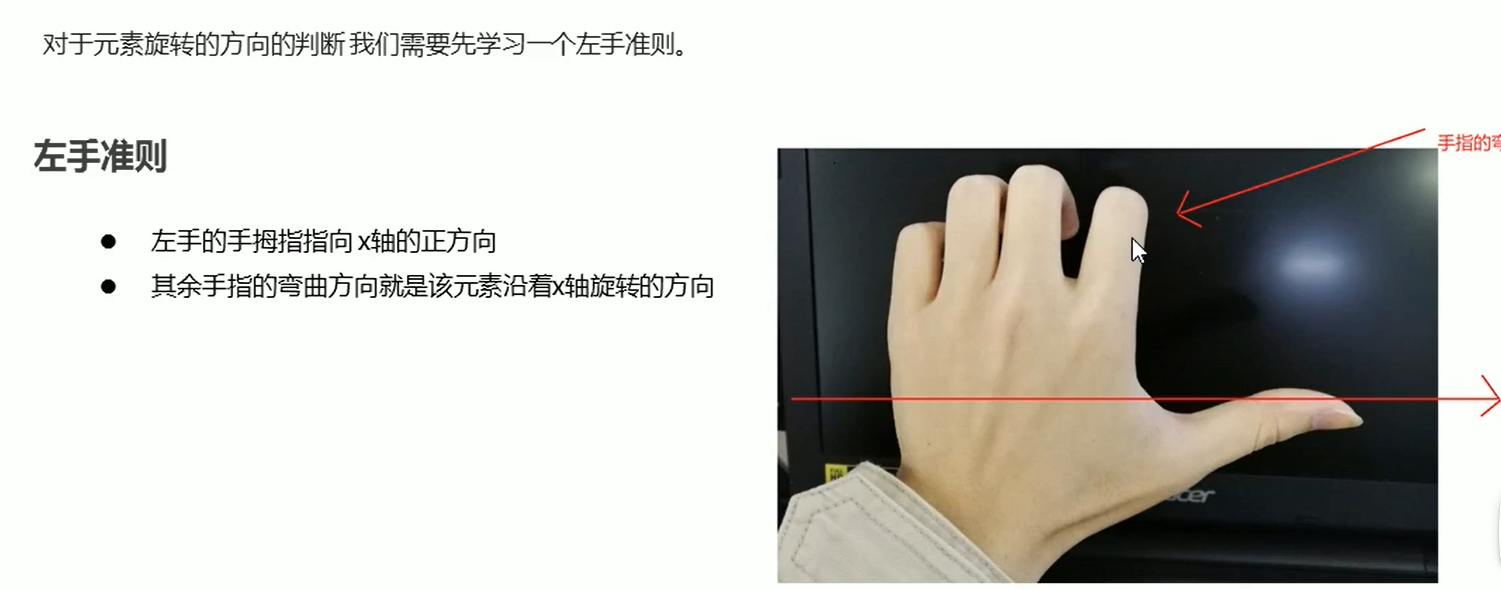 对于元素旋转的方向的判断 我们需要先学习一个左手准则。
左手准则
手指的弯
左手的手拇指指向 x轴的正方向
其余手指的弯曲方向就是该元素沿着x轴旋转的方向